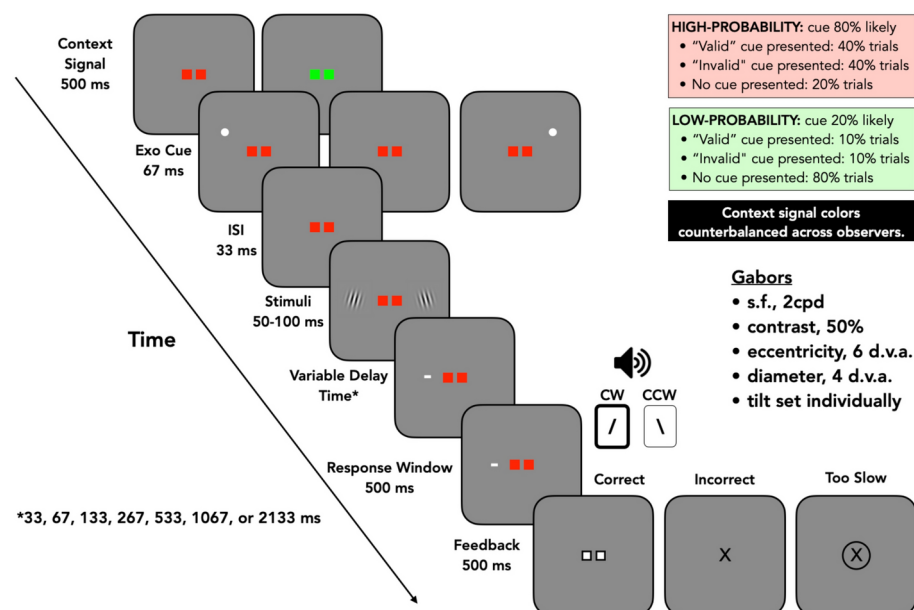 Context
Signal
500 ms
Exo Cue
67 ms
ISI
33 ms
Stimuli
50-100 ms
Variable Delay
Time*
Response Window
500 ms
Feedback
500 ms
Time
*33, 67, 133, 267, 533, 1067, or 2133 ms
CW CCW
/ \
Correct Incorrect Too Slow
X X
HIGH-PROBABILITY: cue 80% likely
• “Valid” cue presented: 40% trials
• “Invalid" cue presented: 40% trials
• No cue presented: 20% trials
LOW-PROBABILITY: cue 20% likely
• “Valid” cue presented: 10% trials
• “Invalid" cue presented: 10% trials
• No cue presented: 80% trials
Context signal colors
counterbalanced across observers.
Gabors
• s.f., 2cpd
• contrast, 50%
• eccentricity, 6 d.v.a.
• diameter, 4 d.v.a.
• tilt set individually